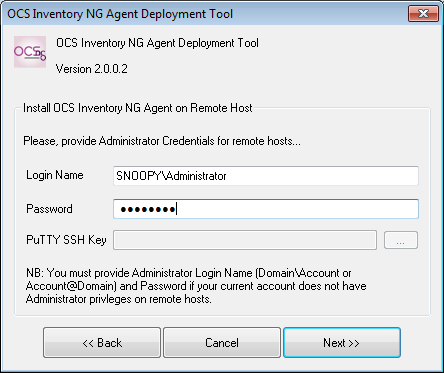 OCS Inventory NG Agent Deployment Tool
OCS NG
OCS Inventory NG Agent Deployment Tool
Version 2.0.0.2
Install OCS Inventory NG Agent on Remote Host
Please, provide Administrator Credentials for remote hosts...
Login Name
SNOOPY\Administrator
Password
●●●●●●●●
PuTTY SSH Key
...
NB: You must provide Administrator Login Name (Domain\Account or
Account@Domain) and Password if your current account does not have
Administrator privleges on remote hosts.
<< Back
Cancel
Next >>